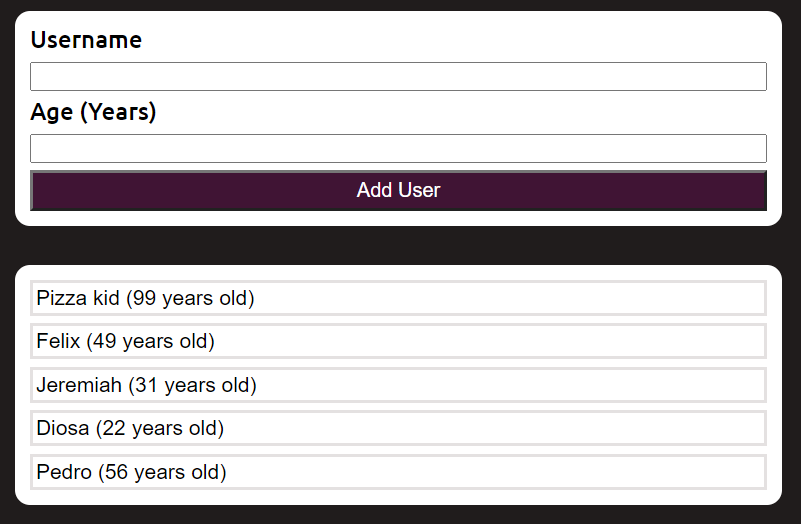 Username
Age (Years)
Add User
Pizza kid (99 years old)
Felix (49 years old)
Jeremiah (31 years old)
Diosa (22 years old)
Pedro (56 years old)